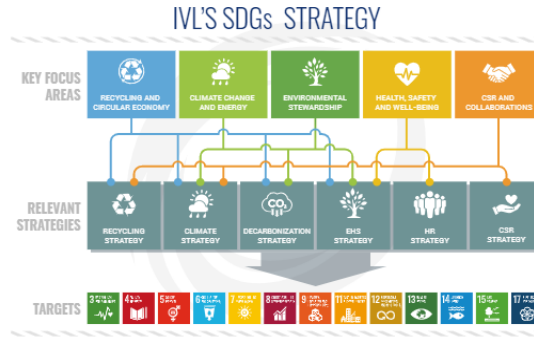 IVL'S SDGs STRATEGY
KEY FOCUS
AREAS
RECYCLING AND
CIRCULAR ECONOMY
CLIMATE CHANGE
AND ENERGY
ENVIRONMENTAL
STEWARDSHIP
HEALTH, SAFETY
AND WELL-BEING
CSR AND
COLLABORATIONS
RELEVANT
STRATEGIES
RECYCLING
STRATEGY
CLIMATE
STRATEGY
CO2
DECARBONIZATION
STRATEGY
EHS
STRATEGY
HR
STRATEGY
CSR
STRATEGY
TARGETS
3
4
5
6
7
8
9
11
12
13
14
15
17